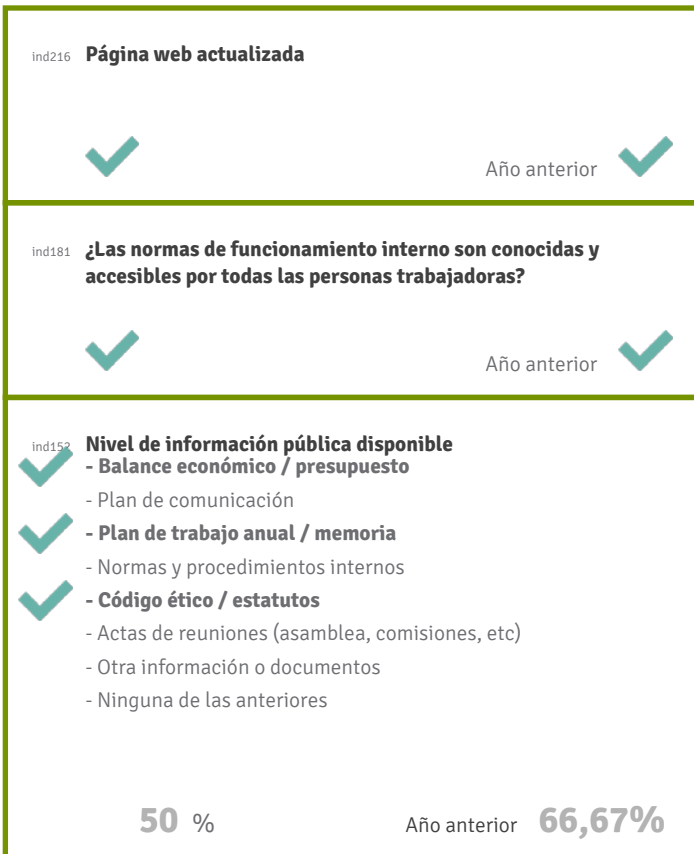 ind216 Página web actualizada
Año anterior
ind181 ¿Las normas de funcionamiento interno son conocidas y
accesibles por todas las personas trabajadoras?
Año anterior
ind152 Nivel de información pública disponible
- Balance económico / presupuesto
- Plan de comunicación
- Plan de trabajo anual / memoria
- Normas y procedimientos internos
- Código ético / estatutos
- Actas de reuniones (asamblea, comisiones, etc)
- Otra información o documentos
- Ninguna de las anteriores
50 % Año anterior 66,67%